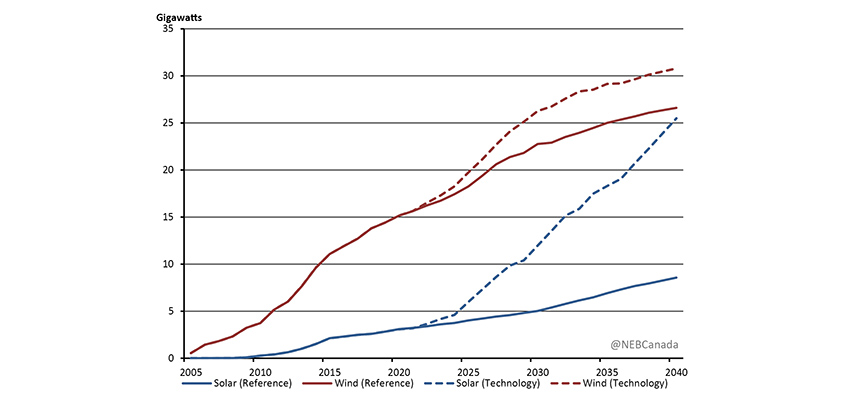 Gigawatts
35
30
25
20
15
10
5
0
2005 2010 2015 2020 2025 2030 2035 2040
@NEBCanada
Solar (Reference) Wind (Reference) Solar (Technology) Wind (Technology)